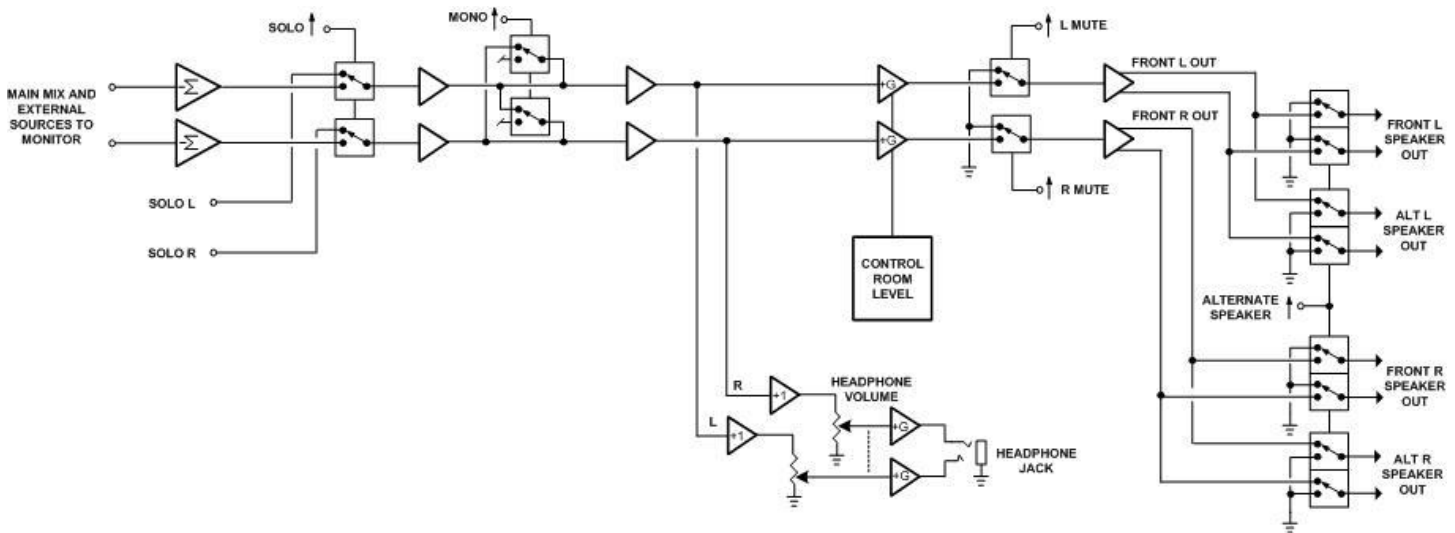 SOLO
MONO
L MUTE
MAIN MIX AND
EXTERNAL
SOURCES TO
MONITOR
-Σ
-Σ
+G
+G
FRONT L OUT
FRONT R OUT
FRONT L
SPEAKER
OUT
R MUTE
SOLO L
SOLO R
ALT L
SPEAKER
OUT
CONTROL
ROOM
LEVEL
ALTERNATE
SPEAKER
R
+1
HEADPHONE
VOLUME
L
+1
+G
+G
HEADPHONE
JACK
FRONT R
SPEAKER
OUT
ALT R
SPEAKER
OUT